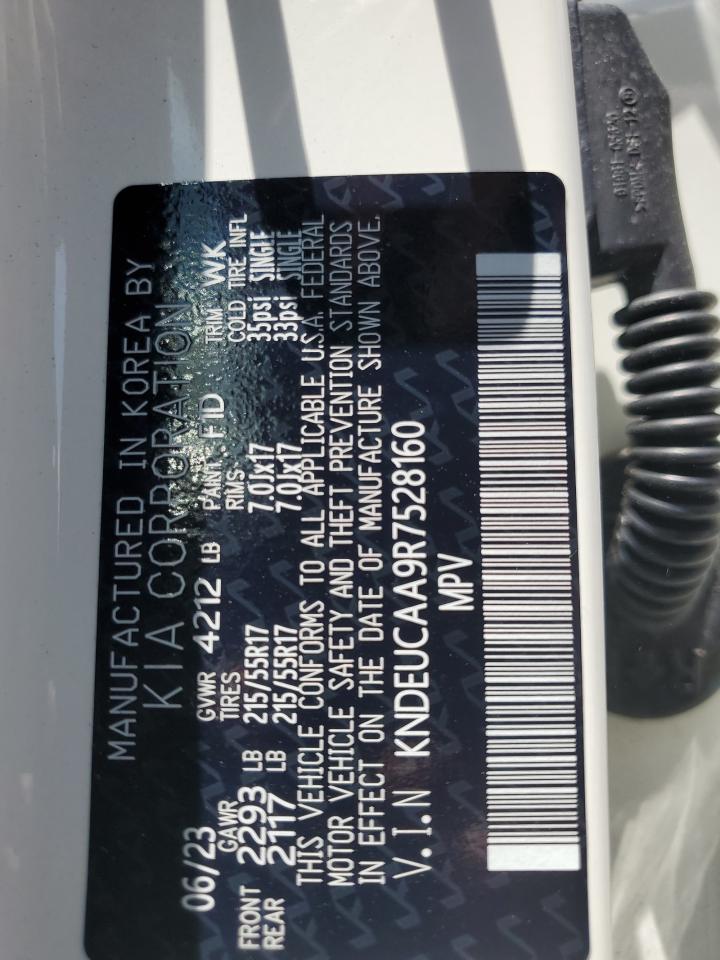 MANUFACTURED IN KOREA BY
KIA CORPORATION
06/23 GVWR 4212 LB PAINT FID TRIM WK
GAWR TIRES RIMS COLD TIRE INFL
FRONT 2293 LB 215/55R17 7.0JX17 35psi SINGLE
REAR 2117 LB 215/55R17 7.0JX17 33psi SINGLE
THIS VEHICLE CONFORMS TO ALL APPLICABLE U.S.A. FEDERAL
MOTOR VEHICLE SAFETY AND THEFT PREVENTION STANDARDS
IN EFFECT ON THE DATE OF MANUFACTURE SHOWN ABOVE.
V.I.N KNDEUCAA9R7528160
MPV